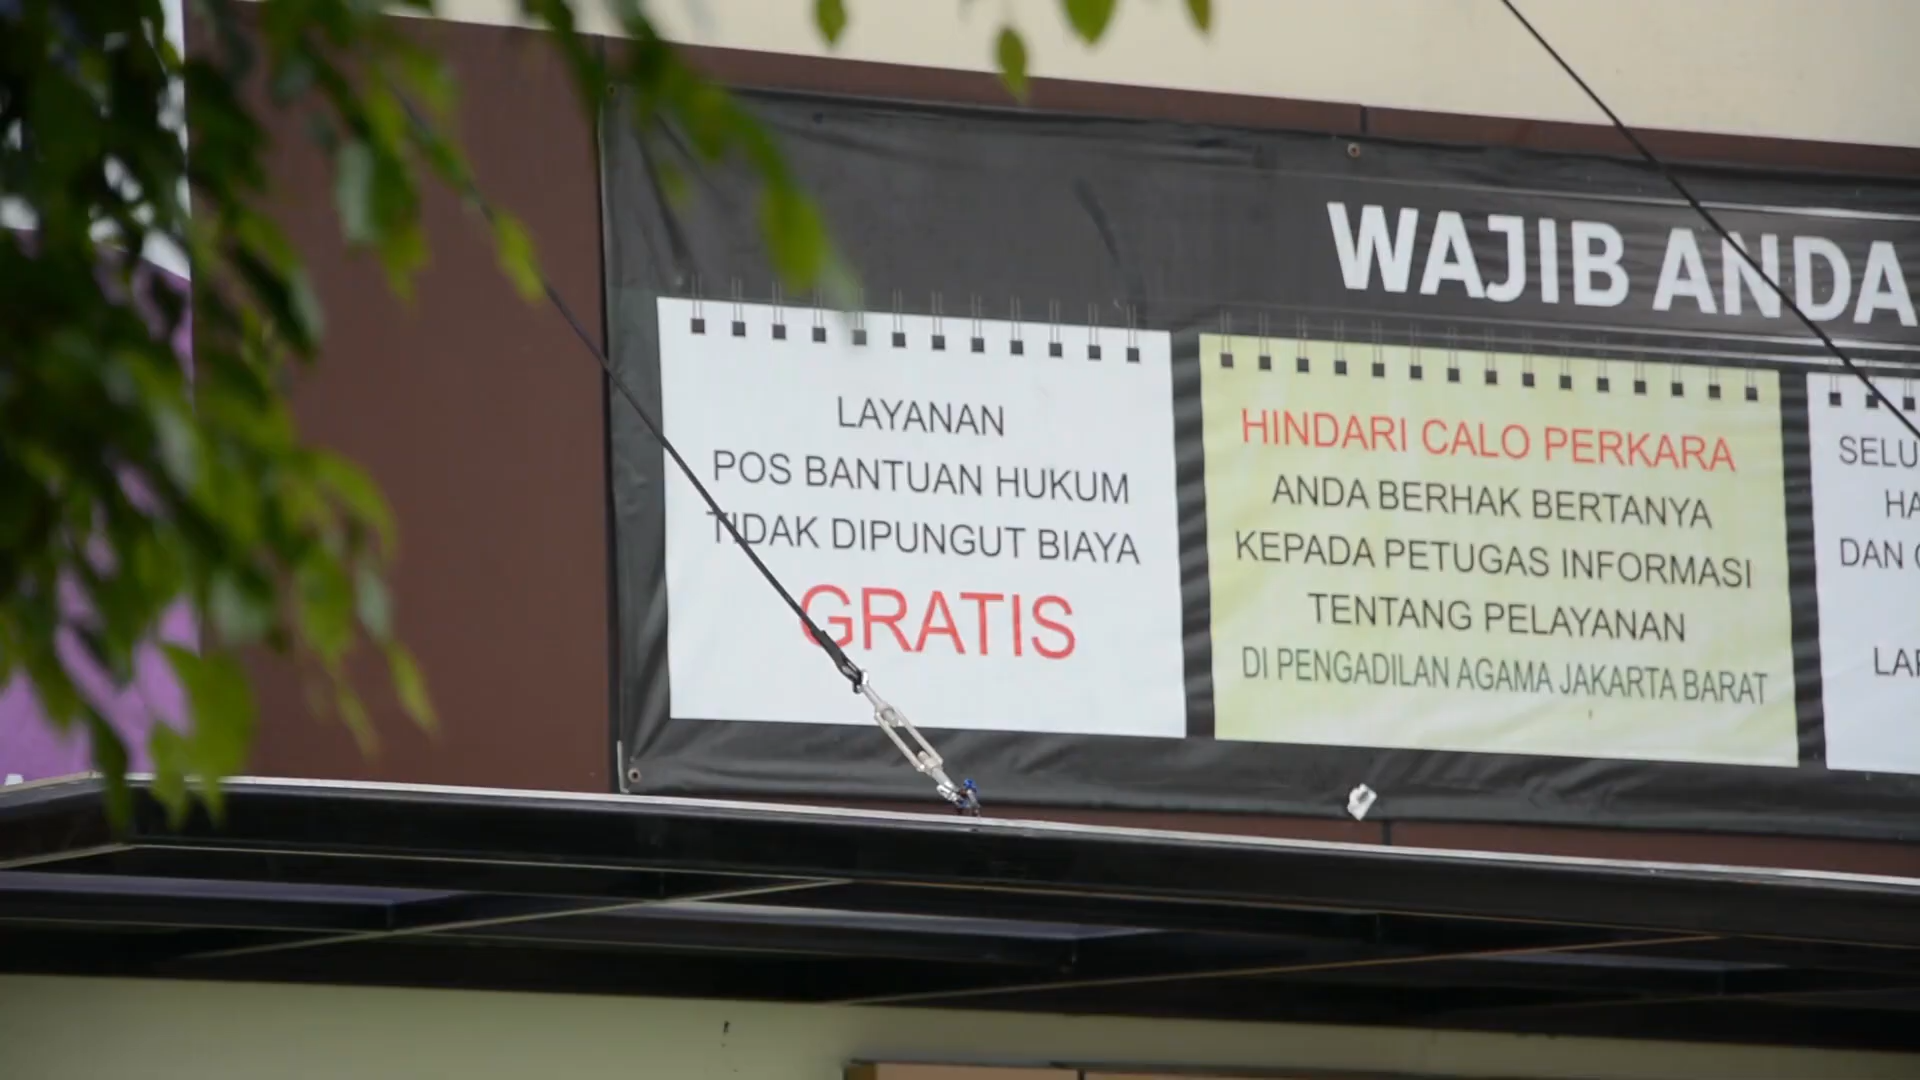 WAJIB ANDA
LAYANAN
POS BANTUAN HUKUM
TIDAK DIPUNGUT BIAYA
GRATIS
HINDARI CALO PERKARA
ANDA BERHAK BERTANYA
KEPADA PETUGAS INFORMASI
TENTANG PELAYANAN
DI PENGADILAN AGAMA JAKARTA BARAT
DAN